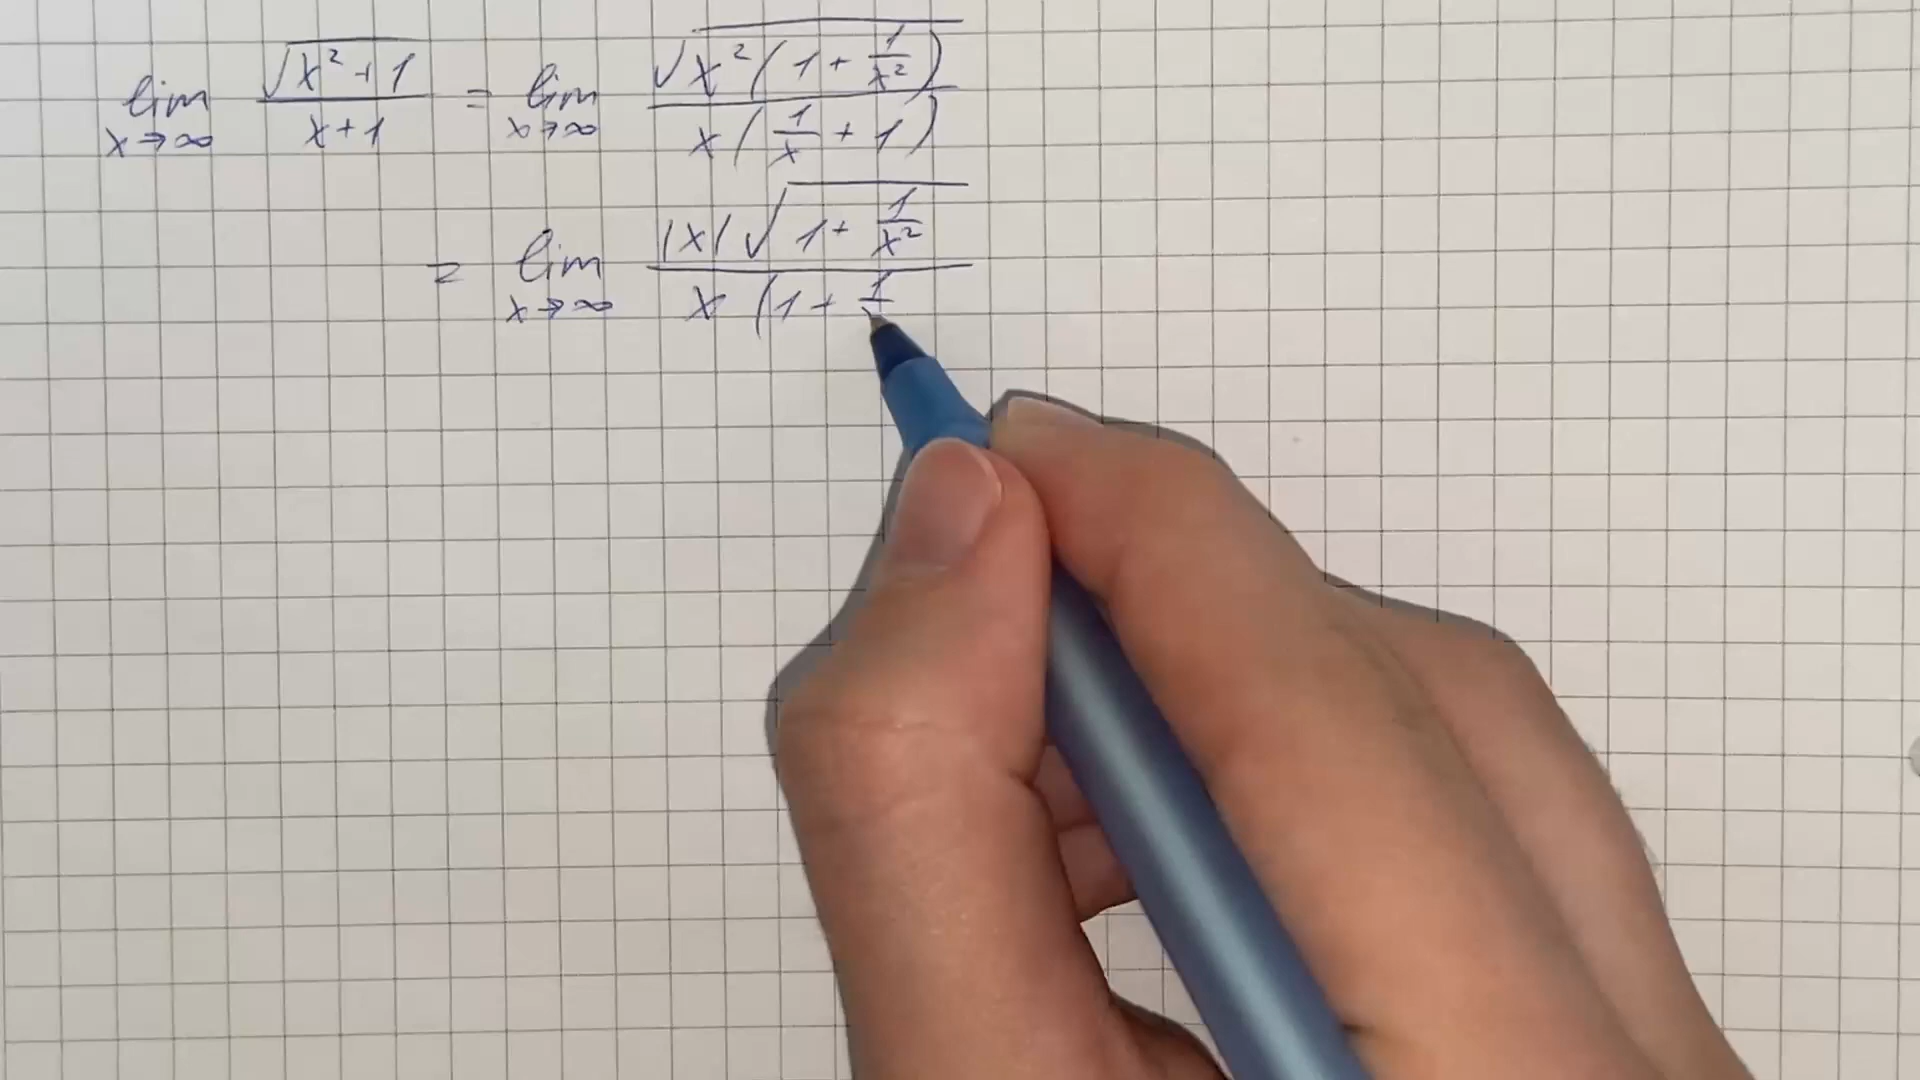 lim x→∞ √(x²+1) / (x+1) = lim x→∞ √(x²(1+1/x²)) / (x(1/x+1))
= lim x→∞ |x|√(1+1/x²) / (x(1+1/